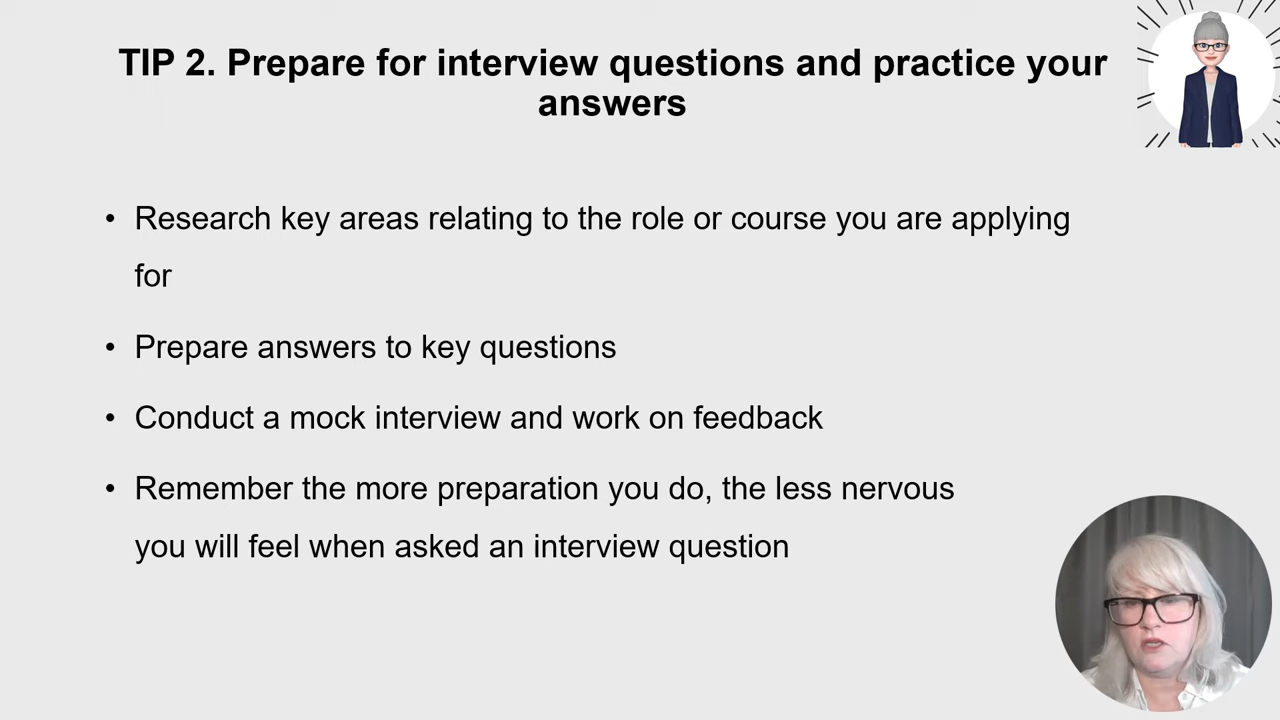 TIP 2. Prepare for interview questions and practice your
answers
• Research key areas relating to the role or course you are applying
for
• Prepare answers to key questions
• Conduct a mock interview and work on feedback
• Remember the more preparation you do, the less nervous
you will feel when asked an interview question